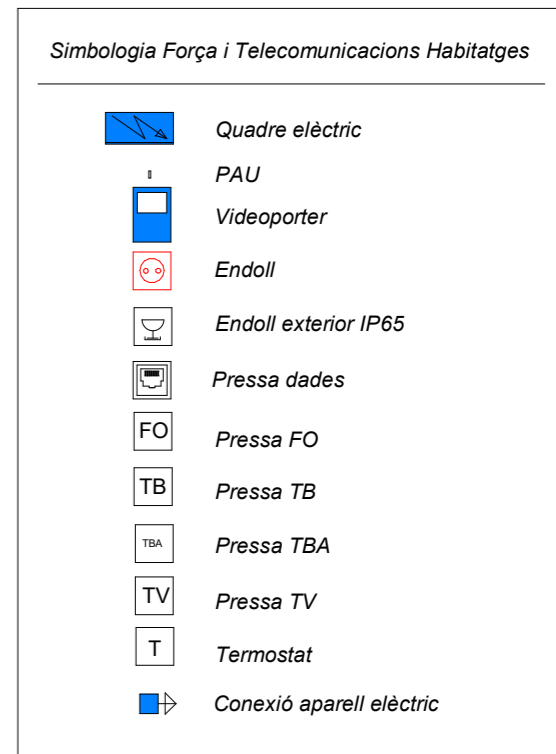 Simbologia Força i Telecomunicacions Habitatges
Quadre elèctric
PAU
Videoporter
Endoll
Endoll exterior IP65
Pressa dades
FO Pressa FO
TB Pressa TB
TBA Pressa TBA
TV Pressa TV
T Termostat
Conexió aparell elèctric